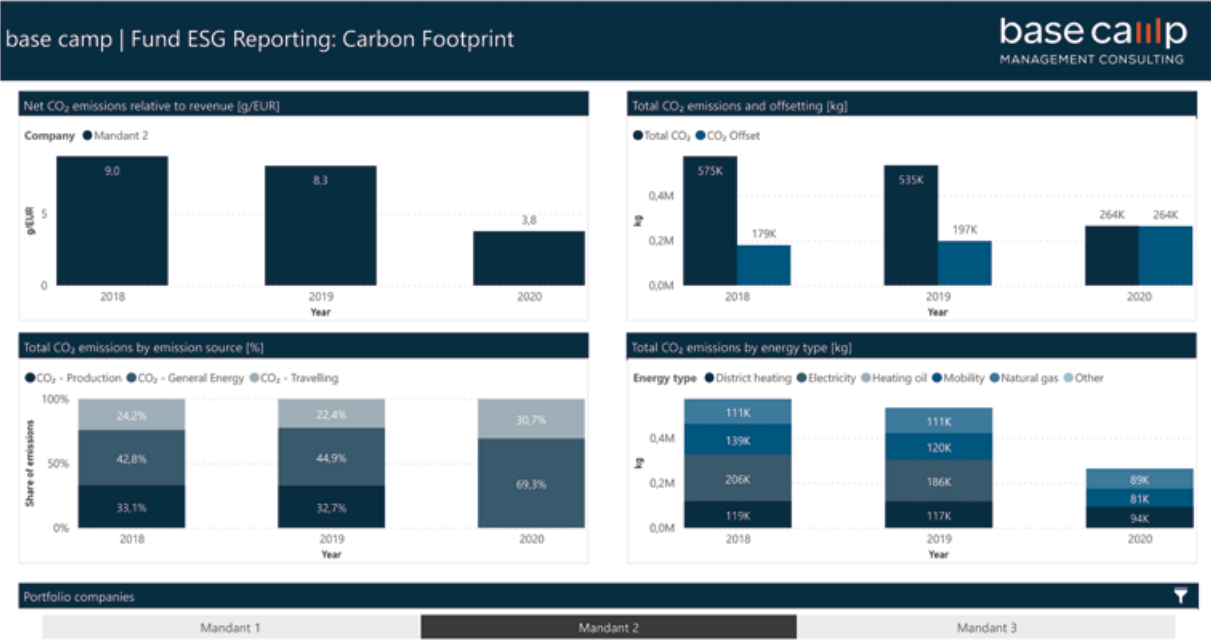 base camp | Fund ESG Reporting: Carbon Footprint
base camp
MANAGEMENT CONSULTING
Net CO₂ emissions relative to revenue [g/EUR]
Company Mandant 2
g/EUR
5
0
9,0
8,3
3,8
2018 2019 2020
Year
Total CO₂ emissions and offsetting [kg]
Total CO₂ CO₂ Offset
kg
0,4M
0,2M
0,0M
575K 179K
535K 197K
264K 264K
2018 2019 2020
Year
Total CO₂ emissions by emission source [%]
CO₂ - Production CO₂ - General Energy CO₂ - Travelling
Share of emissions
100%
50%
0%
24,2% 22,4% 30,7%
42,8% 44,9% 69,3%
33,1% 32,7%
2018 2019 2020
Year
Total CO₂ emissions by energy type [kg]
Energy type District heating Electricity Heating oil Mobility Natural gas Other
kg
0,4M
0,2M
0,0M
111K 111K 89K
139K 120K 81K
206K 186K
119K 117K 94K
2018 2019 2020
Year
Portfolio companies
Mandant 1 Mandant 2 Mandant 3